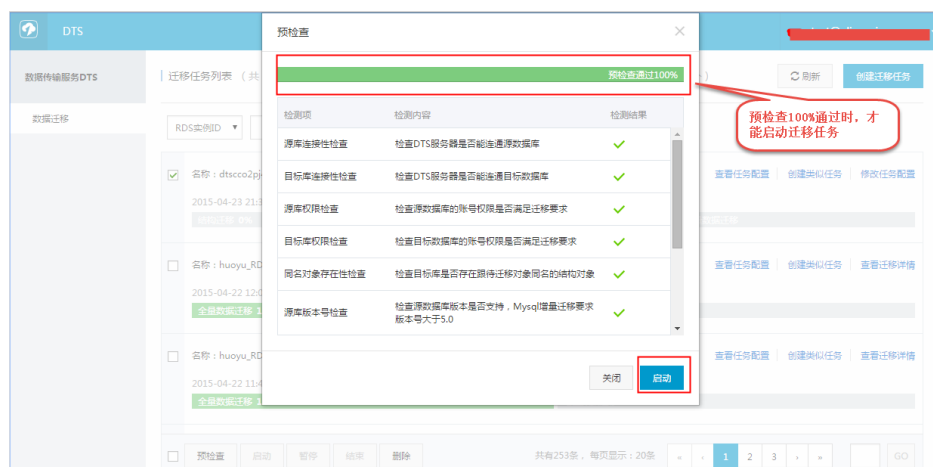 DTS
预检查
数据传输服务DTS
迁移任务列表（共
）
刷新
创建迁移任务
预检查通过100%
预检查100%通过时，才
能启动迁移任务
数据迁移
RDS实例ID
检测项 检测内容 检测结果
源库连接性检查 检查DTS服务器是否能连通源数据库
目标库连接性检查 检查DTS服务器是否能连通目标数据库
源库权限检查 检查源数据库的账号权限是否满足迁移要求
目标库权限检查 检查目标数据库的账号权限是否满足迁移要求
同名对象存在性检查 检查目标库是否存在跟待迁移对象同名的结构对象
源库版本号检查 检查源数据库版本是否支持，Mysql增量迁移要求
版本号大于5.0
关闭 启动
名称：dtscco2pj
查看任务配置 创建类似任务 修改任务配置
2015-04-23 21:3
结构迁移 0%
名称：huoyu_RD
查看任务配置 创建类似任务 查看迁移详情
2015-04-22 12:0
全量数据迁移 1
名称：huoyu_RD
查看任务配置 创建类似任务 查看迁移详情
2015-04-22 11:4
全量数据迁移 1
预检查 启动 暂停 结束 删除 共有253条，每页显示：20条 « ‹ 1 2 3 › » GO